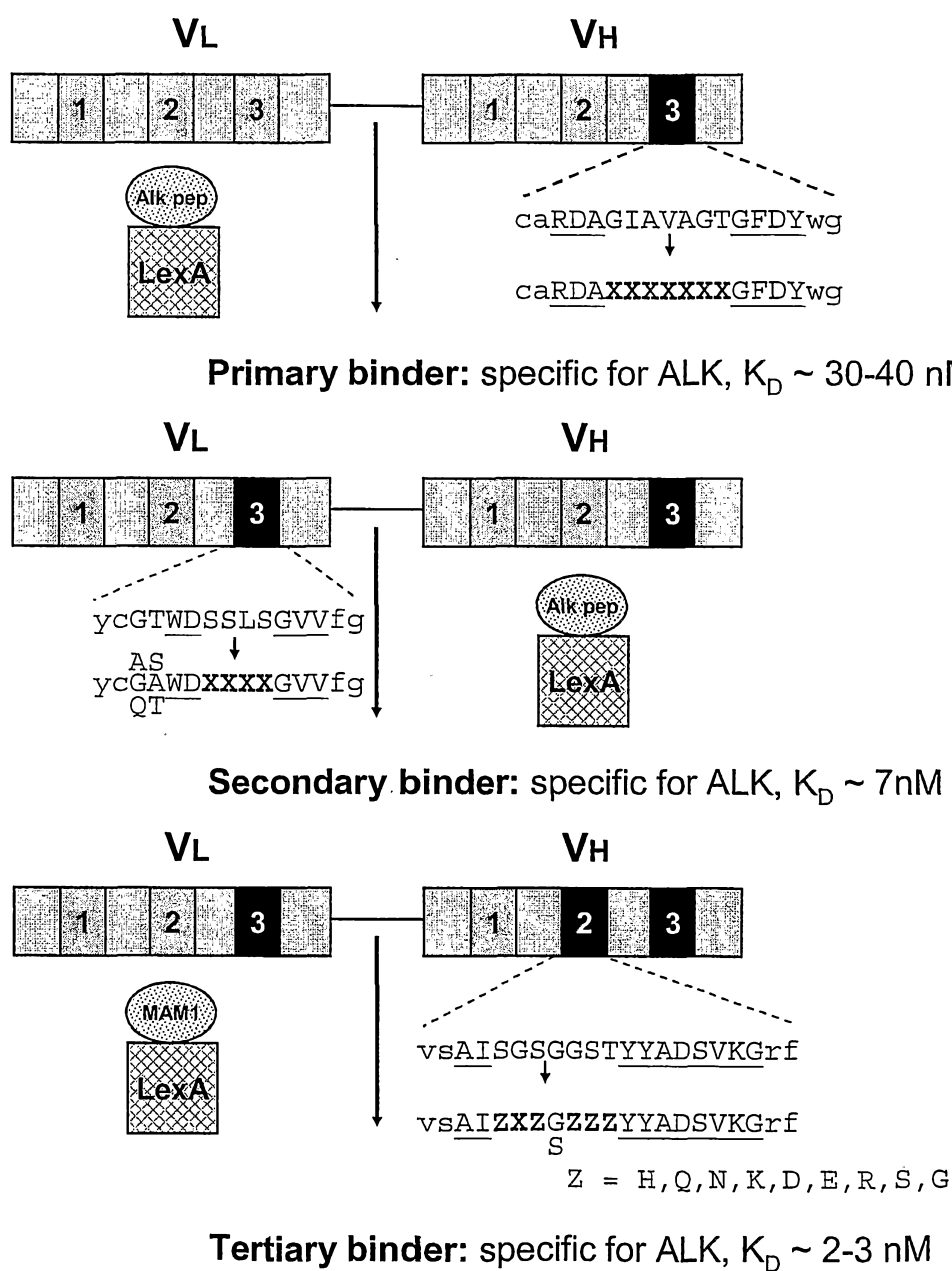 VL VH
1 2 3 1 2 3
Alk pep
LexA
caRDAGIAVAGTGFDYwg
caRDAXXXXXXXGFDYwg
Primary binder: specific for ALK, KD ~ 30-40 nM
VL VH
1 2 3 1 2 3
ycGTWDSSLSGVVfg
AS
ycGAWDXXXXGVVfg
QT
Alk pep
LexA
Secondary binder: specific for ALK, KD ~ 7nM
VL VH
1 2 3 1 2 3
MAM1
LexA
vsAISGSGGSTYYADSVKGrf
vsAIZXZGZZZYYADSVKGrf
S
Z = H,Q,N,K,D,E,R,S,G
Tertiary binder: specific for ALK, KD ~ 2-3 nM